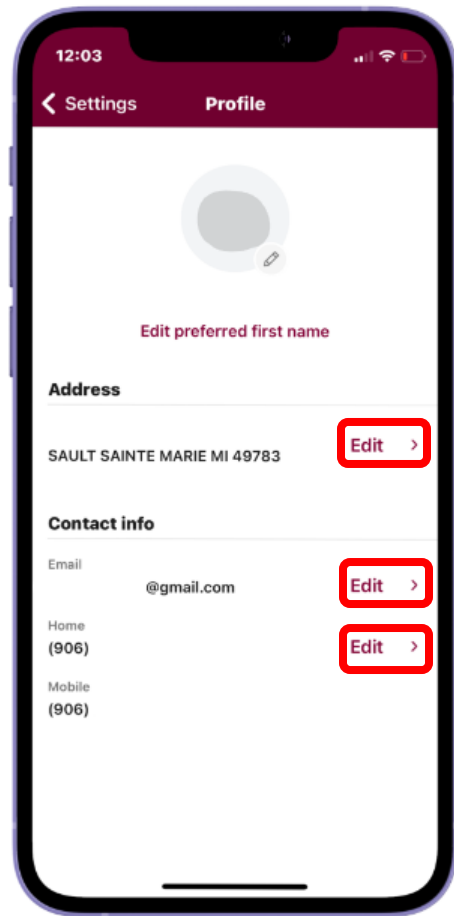 12:03
Settings Profile
Edit preferred first name
Address
Edit
SAULT SAINTE MARIE MI 49783
Contact info
Email
@gmail.com Edit
Home
(906) Edit
Mobile
(906)